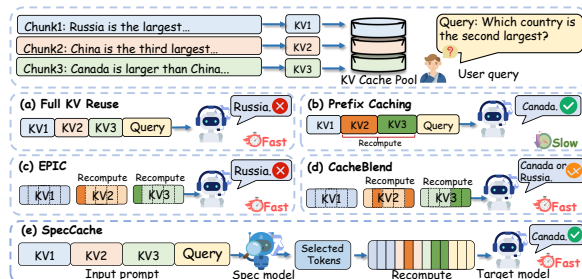 Chunk1: Russia is the largest...
KV1
Chunk2: China is the third largest...
KV2
Chunk3: Canada is larger than China...
KV3
KV Cache Pool
Query: Which country is
the second largest?
User query
(a) Full KV Reuse
KV1 KV2 KV3 Query
Russia.
Fast
(b) Prefix Caching
KV1 KV2 KV3 Query
Recompute
Canada.
Slow
(c) EPIC
Recompute Recompute
KV1 KV2 KV3
Russia.
Fast
(d) CacheBlend
Recompute Recompute
KV1 KV2 KV3
Canada or
Russia.
Fast
(e) SpecCache
KV1 KV2 KV3 Query
Input prompt
Spec model
Selected
Tokens
Recompute
Target model
Canada.
Fast